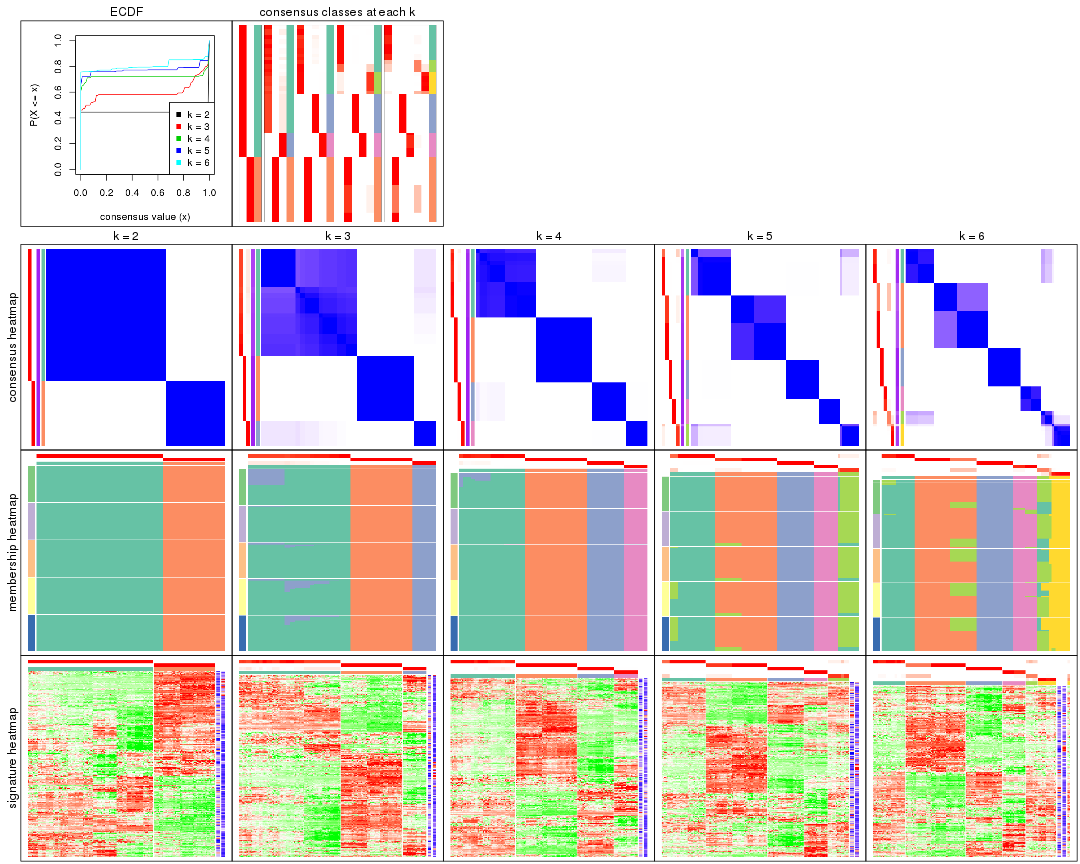 ECDF
consensus classes at each k
P(X <= x)
0.0 0.2 0.4 0.6 0.8 1.0
k = 2
k = 3
k = 4
k = 5
k = 6
0.0 0.2 0.4 0.6 0.8 1.0
consensus value (x)
k = 2
k = 3
k = 4
k = 5
k = 6
consensus heatmap
membership heatmap
signature heatmap